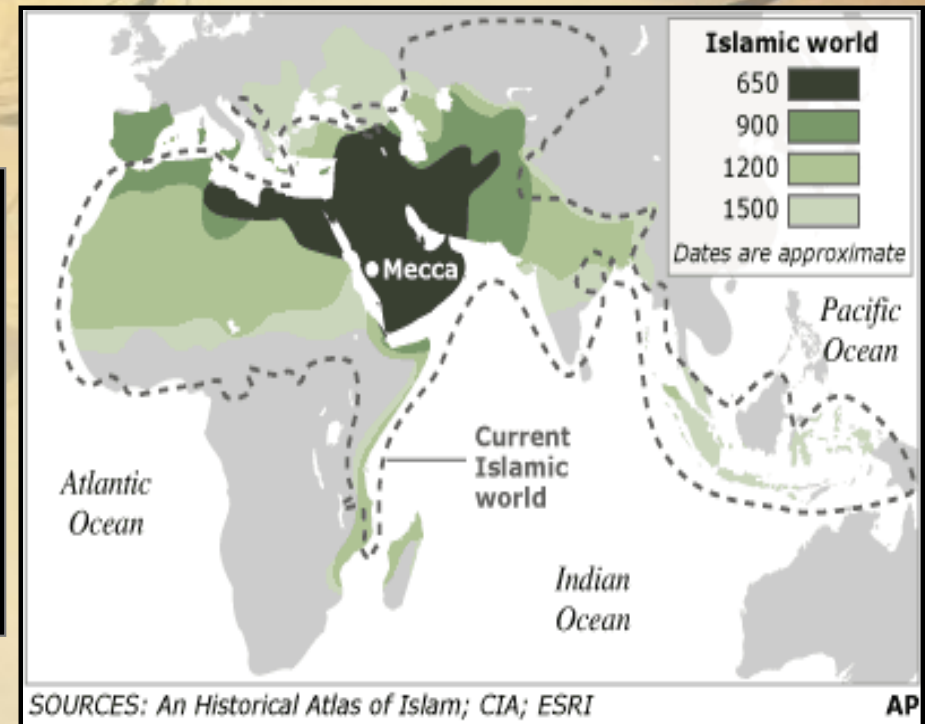 Islamic world
650
900
1200
1500
Dates are approximate
Mecca
Pacific
Ocean
Current
Islamic
world
Atlantic
Ocean
Indian
Ocean
SOURCES: An Historical Atlas of Islam; CIA; ESRI
AP